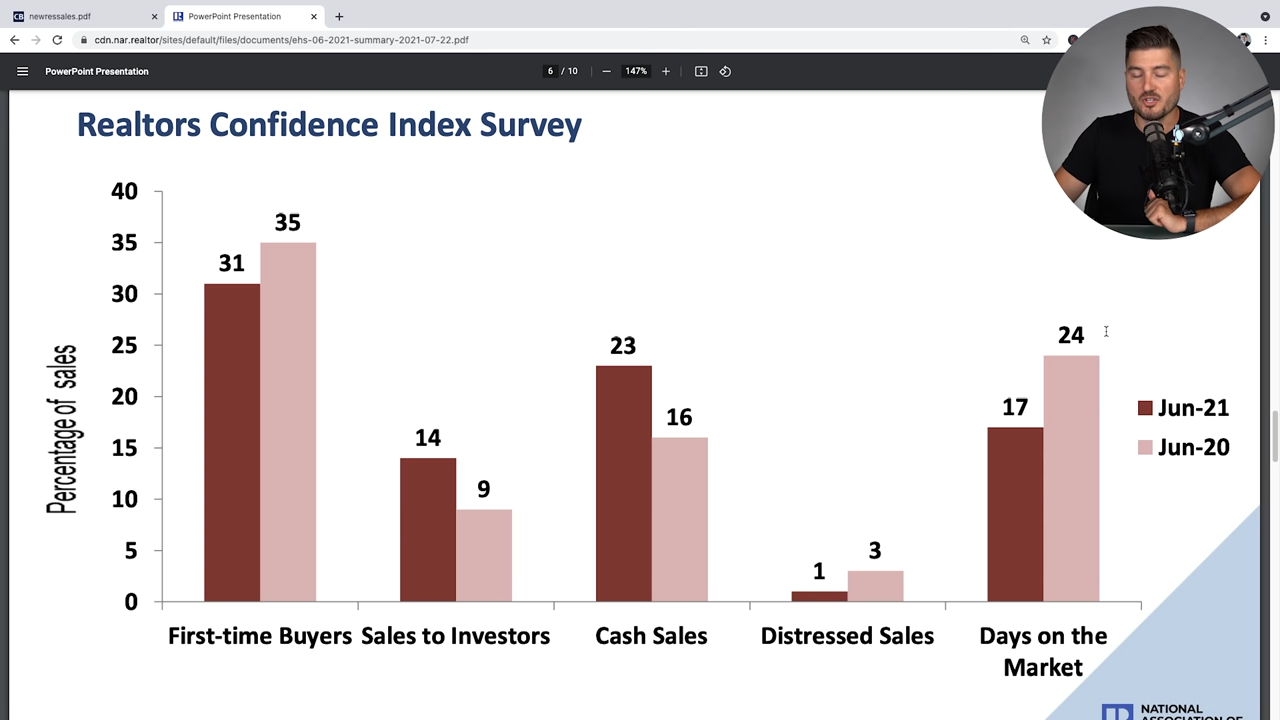 newressales.pdf
PowerPoint Presentation
cdn.nar.realtor/sites/default/files/documents/ehs-06-2021-summary-2021-07-22.pdf
PowerPoint Presentation
6 / 10
147%
Realtors Confidence Index Survey
Percentage of sales
40
35
30
25
20
15
10
5
0
31
35
14
9
23
16
1
3
17
24
First-time Buyers
Sales to Investors
Cash Sales
Distressed Sales
Days on the
Market
Jun-21
Jun-20
NATIONAL
ASSOCIATION OF